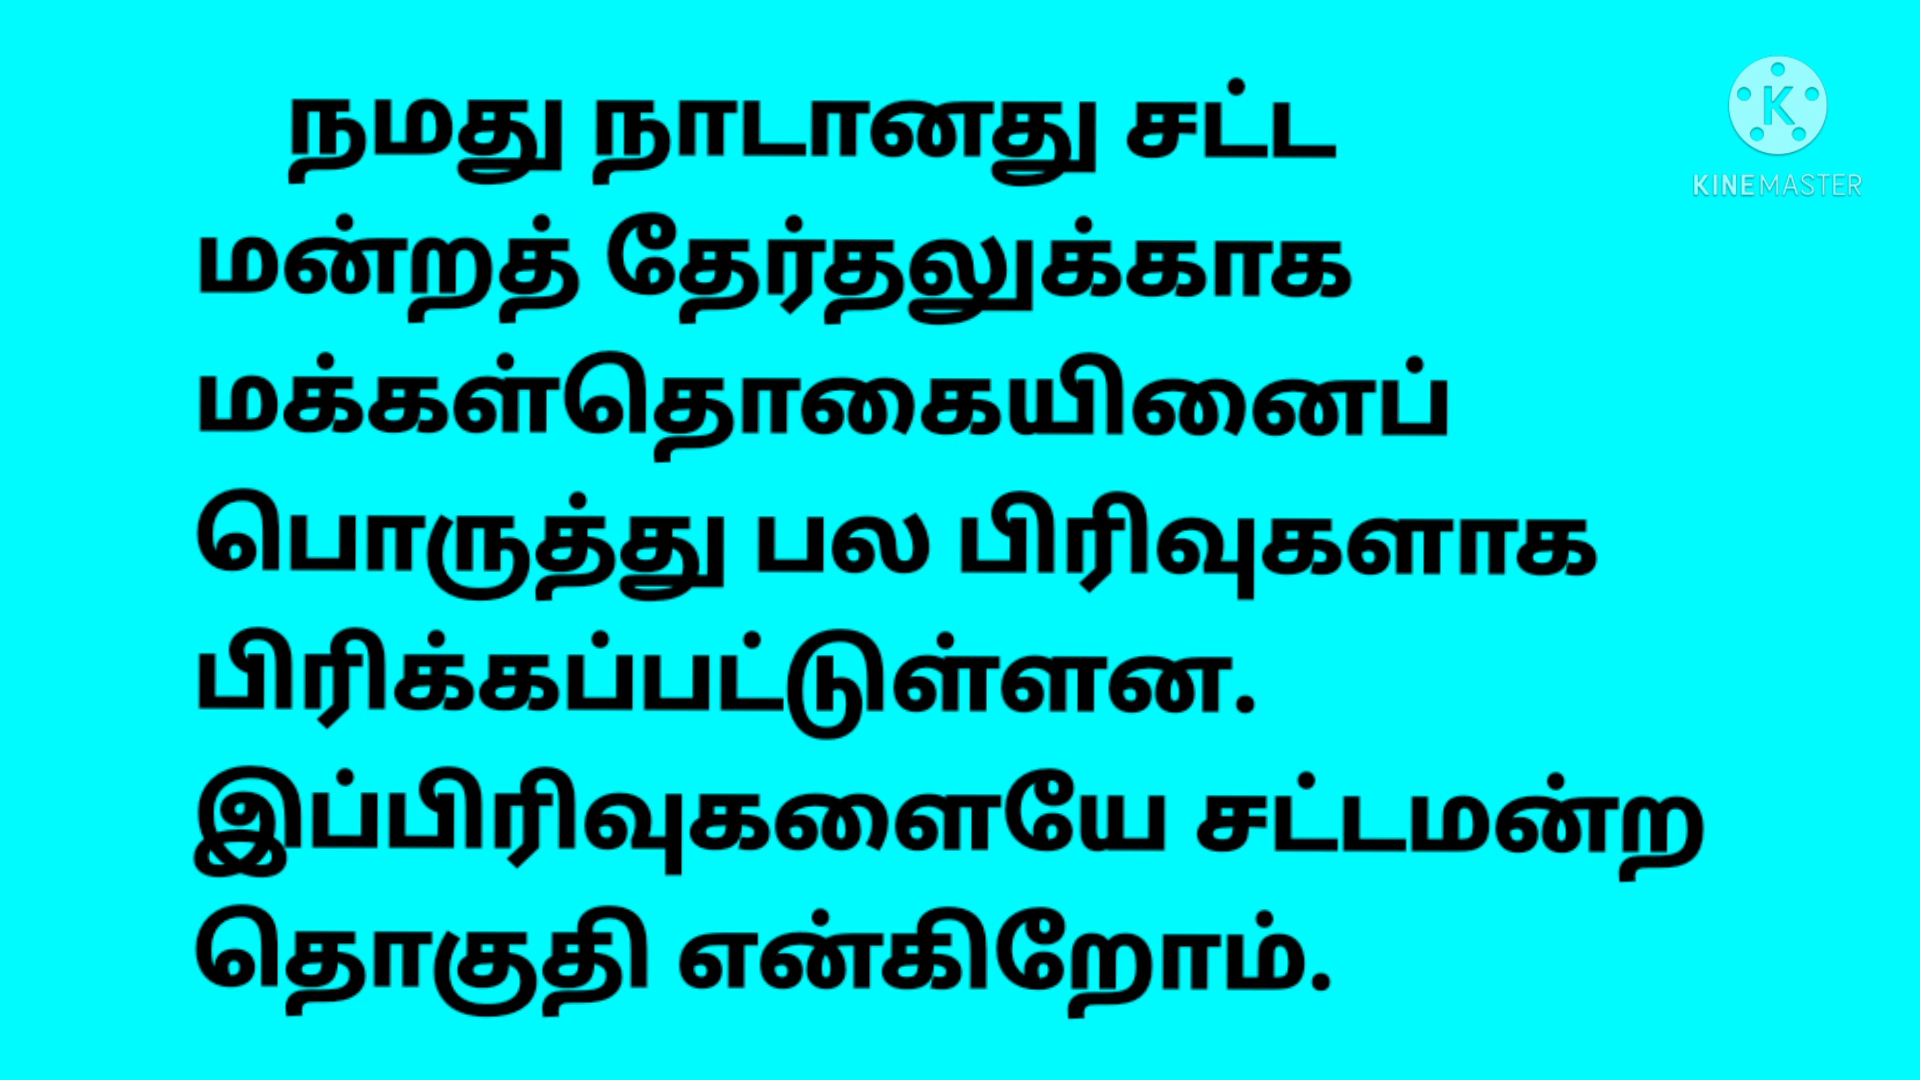 நமது நாடானது சட்ட
மன்றத் தேர்தலுக்காக
மக்கள்தொகையினைப்
பொருத்து பல பிரிவுகளாக
பிரிக்கப்பட்டுள்ளன.
இப்பிரிவுகளையே சட்டமன்ற
தொகுதி என்கிறோம்.
K
KINEMASTER